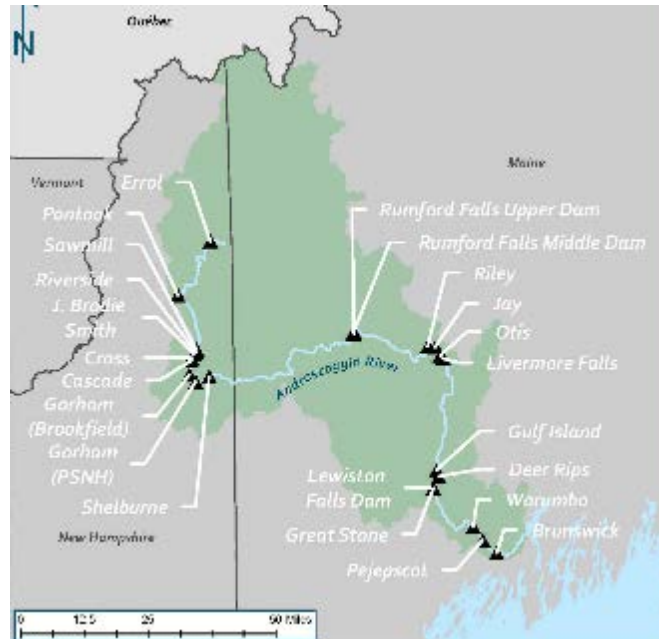 N
Québec
Maine
Vermont
Errol
Pontook
Sawmill
Riverside
J. Brodie
Smith
Cross
Cascade
Gorham
(Brookfield)
Gorham
(PSNH)
Shelburne
New Hampshire
Rumford Falls Upper Dam
Rumford Falls Middle Dam
Riley
Jay
Otis
Livermore Falls
Androscoggin River
Gulf Island
Deer Rips
Lewiston
Falls Dam
Great Stone
Worumbo
Brunswick
Pejepscot
0 12.5 25 50 Miles